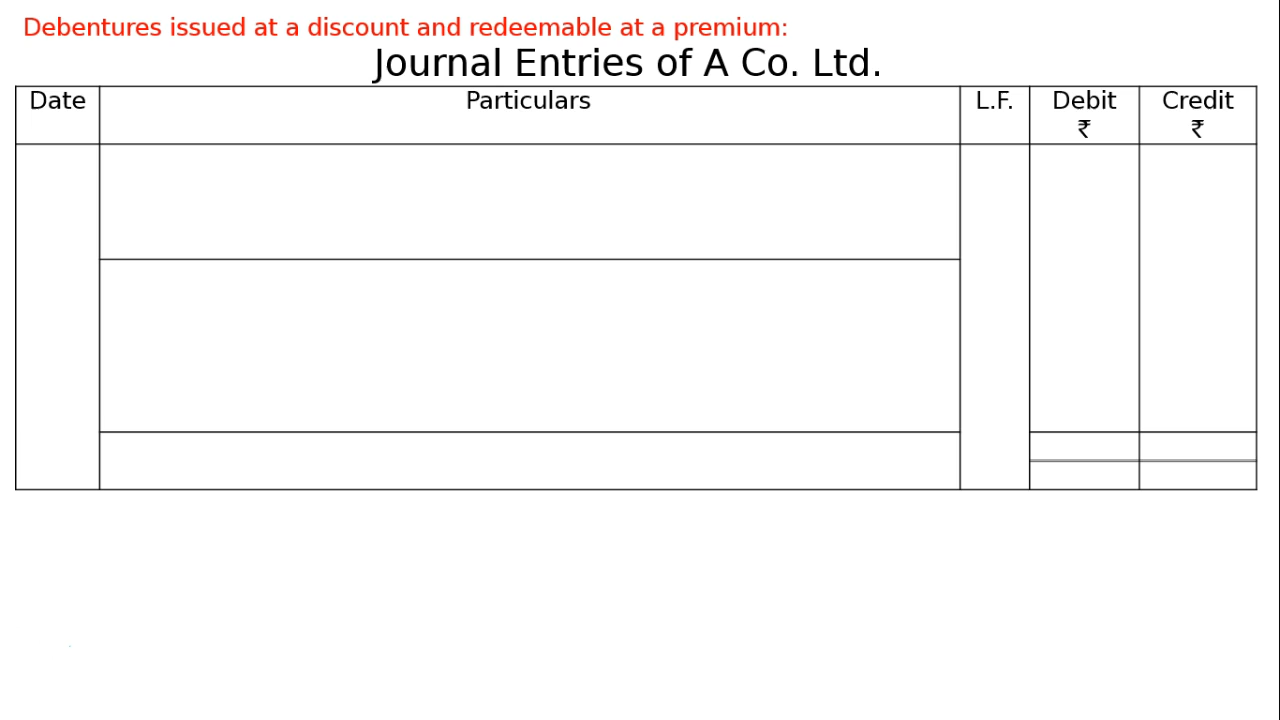 Debentures issued at a discount and redeemable at a premium:
Journal Entries of A Co. Ltd.
Date Particulars L.F. Debit Credit
₹ ₹